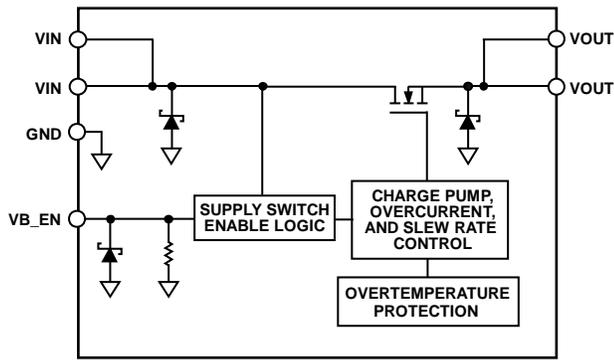 VIN
VOUT
VIN
VOUT
GND
VB_EN
SUPPLY SWITCH
ENABLE LOGIC
CHARGE PUMP,
OVERCURRENT,
AND SLEW RATE
CONTROL
OVERTEMPERATURE
PROTECTION